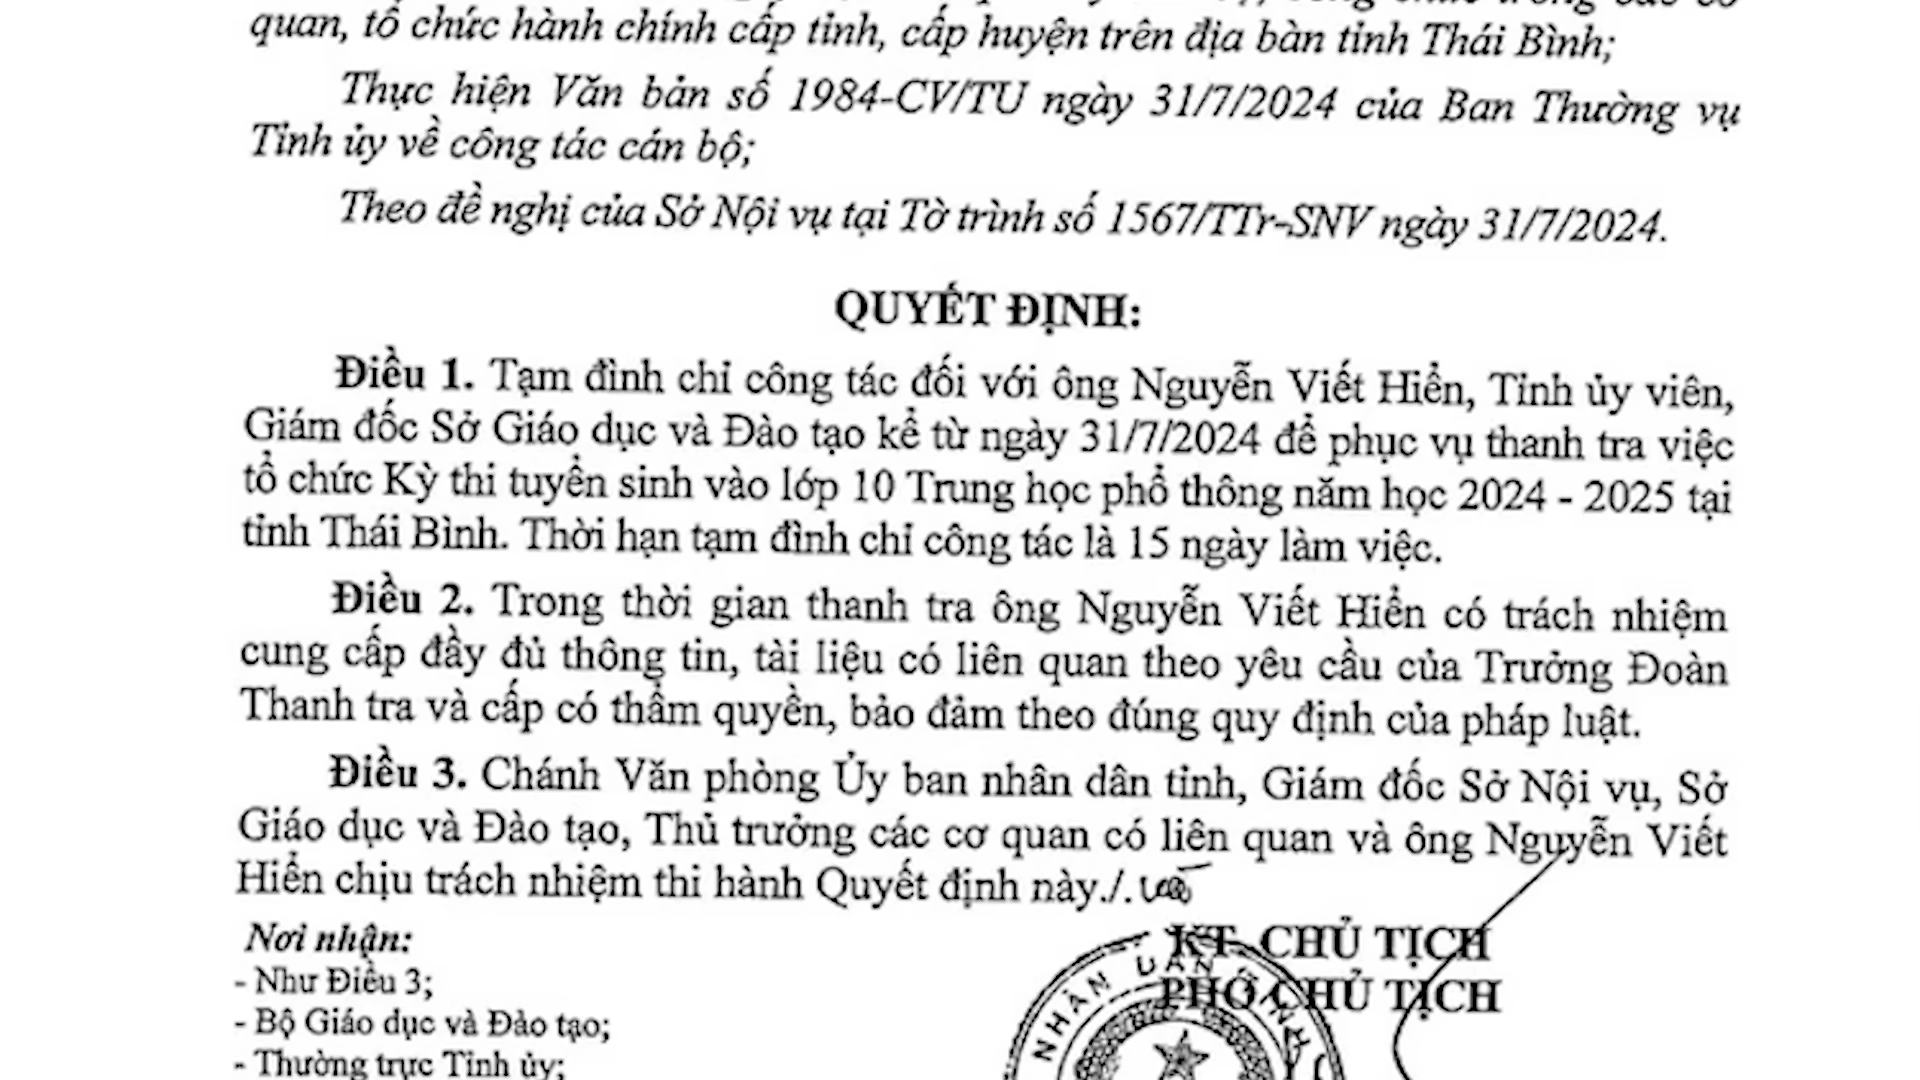 quan, tổ chức hành chính cấp tỉnh, cấp huyện trên địa bàn tỉnh Thái Bình;
Thực hiện Văn bản số 1984-CV/TU ngày 31/7/2024 của Ban Thường vụ
Tỉnh ủy về công tác cán bộ;
Theo đề nghị của Sở Nội vụ tại Tờ trình số 1567/TTr-SNV ngày 31/7/2024.
QUYẾT ĐỊNH:
Điều 1. Tạm đình chỉ công tác đối với ông Nguyễn Viết Hiển, Tỉnh ủy viên,
Giám đốc Sở Giáo dục và Đào tạo kể từ ngày 31/7/2024 để phục vụ thanh tra việc
tổ chức Kỳ thi tuyển sinh vào lớp 10 Trung học phổ thông năm học 2024 - 2025 tại
tỉnh Thái Bình. Thời hạn tạm đình chỉ công tác là 15 ngày làm việc.
Điều 2. Trong thời gian thanh tra ông Nguyễn Viết Hiển có trách nhiệm
cung cấp đầy đủ thông tin, tài liệu có liên quan theo yêu cầu của Trưởng Đoàn
Thanh tra và cấp có thẩm quyền, bảo đảm theo đúng quy định của pháp luật.
Điều 3. Chánh Văn phòng Ủy ban nhân dân tỉnh, Giám đốc Sở Nội vụ, Sở
Giáo dục và Đào tạo, Thủ trưởng các cơ quan có liên quan và ông Nguyễn Viết
Hiển chịu trách nhiệm thi hành Quyết định này./.
Nơi nhận:
- Như Điều 3;
- Bộ Giáo dục và Đào tạo;
- Thường trực Tỉnh ủy;
KT. CHỦ TỊCH
PHÓ CHỦ TỊCH
NHÂN DÂN